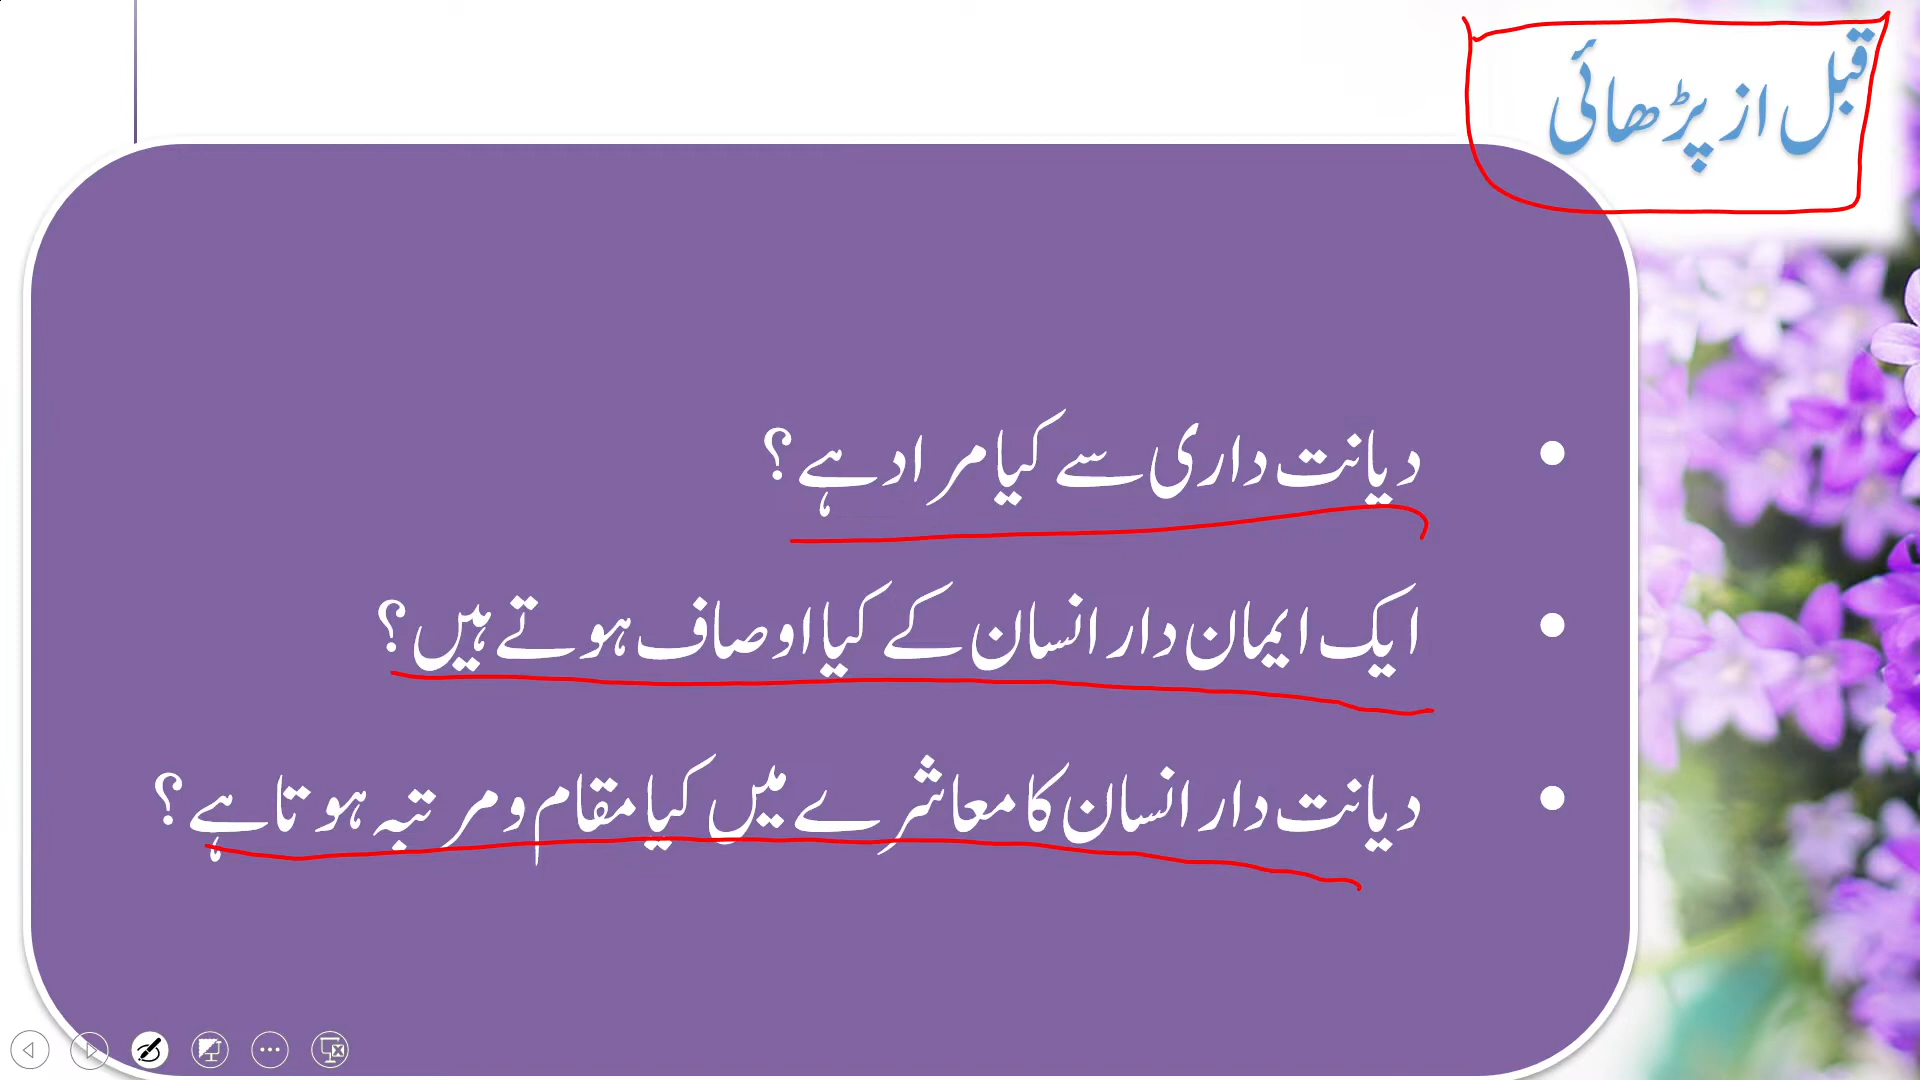 قبل از پڑھائی
• دیانت داری سے کیا مراد ہے؟
• ایک ایمان دار انسان کے کیا اوصاف ہوتے ہیں؟
• دیانت دار انسان کا معاشرے میں کیا مقام و مرتبہ ہوتا ہے؟